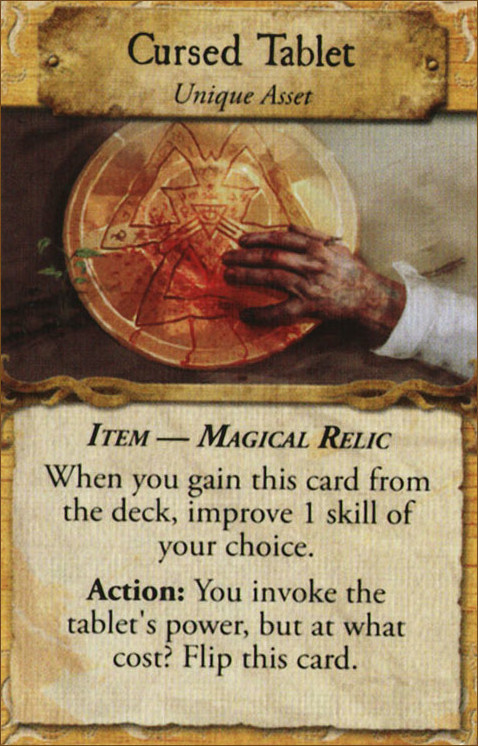 Cursed Tablet
Unique Asset
Item — Magical Relic
When you gain this card from
the deck, improve 1 skill of
your choice.
Action: You invoke the
tablet's power, but at what
cost? Flip this card.